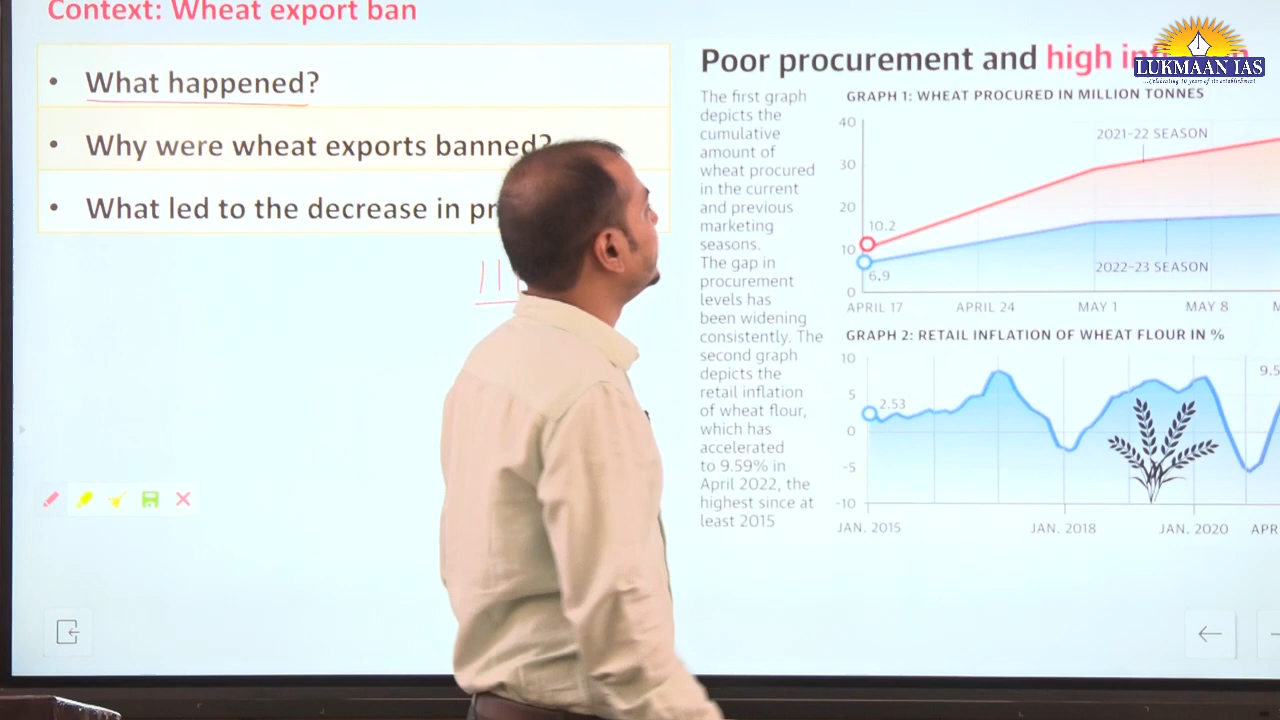 Context: Wheat export ban
• What happened?
• Why were wheat exports banned?
• What led to the decrease in
Poor procurement and high
LUKMAAN IAS
...Celebrating 10 years of its establishment
The first graph
depicts the
cumulative
amount of
wheat procured
in the current
and previous
marketing
seasons.
The gap in
procurement
levels has
been widening
consistently. The
second graph
depicts the
retail inflation
of wheat flour,
which has
accelerated
to 9.59% in
April 2022, the
highest since at
least 2015
GRAPH 1: WHEAT PROCURED IN MILLION TONNES
40
30
20
10
0
2021-22 SEASON
10.2
6.9
2022-23 SEASON
APRIL 17 APRIL 24 MAY 1 MAY 8
GRAPH 2: RETAIL INFLATION OF WHEAT FLOUR IN %
10
5
0
-5
-10
2.53
9.5
JAN. 2015 JAN. 2018 JAN. 2020 APR